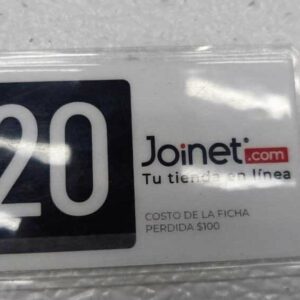 20
Joinet.com
Tu tienda en línea
COSTO DE LA FICHA
PERDIDA $100